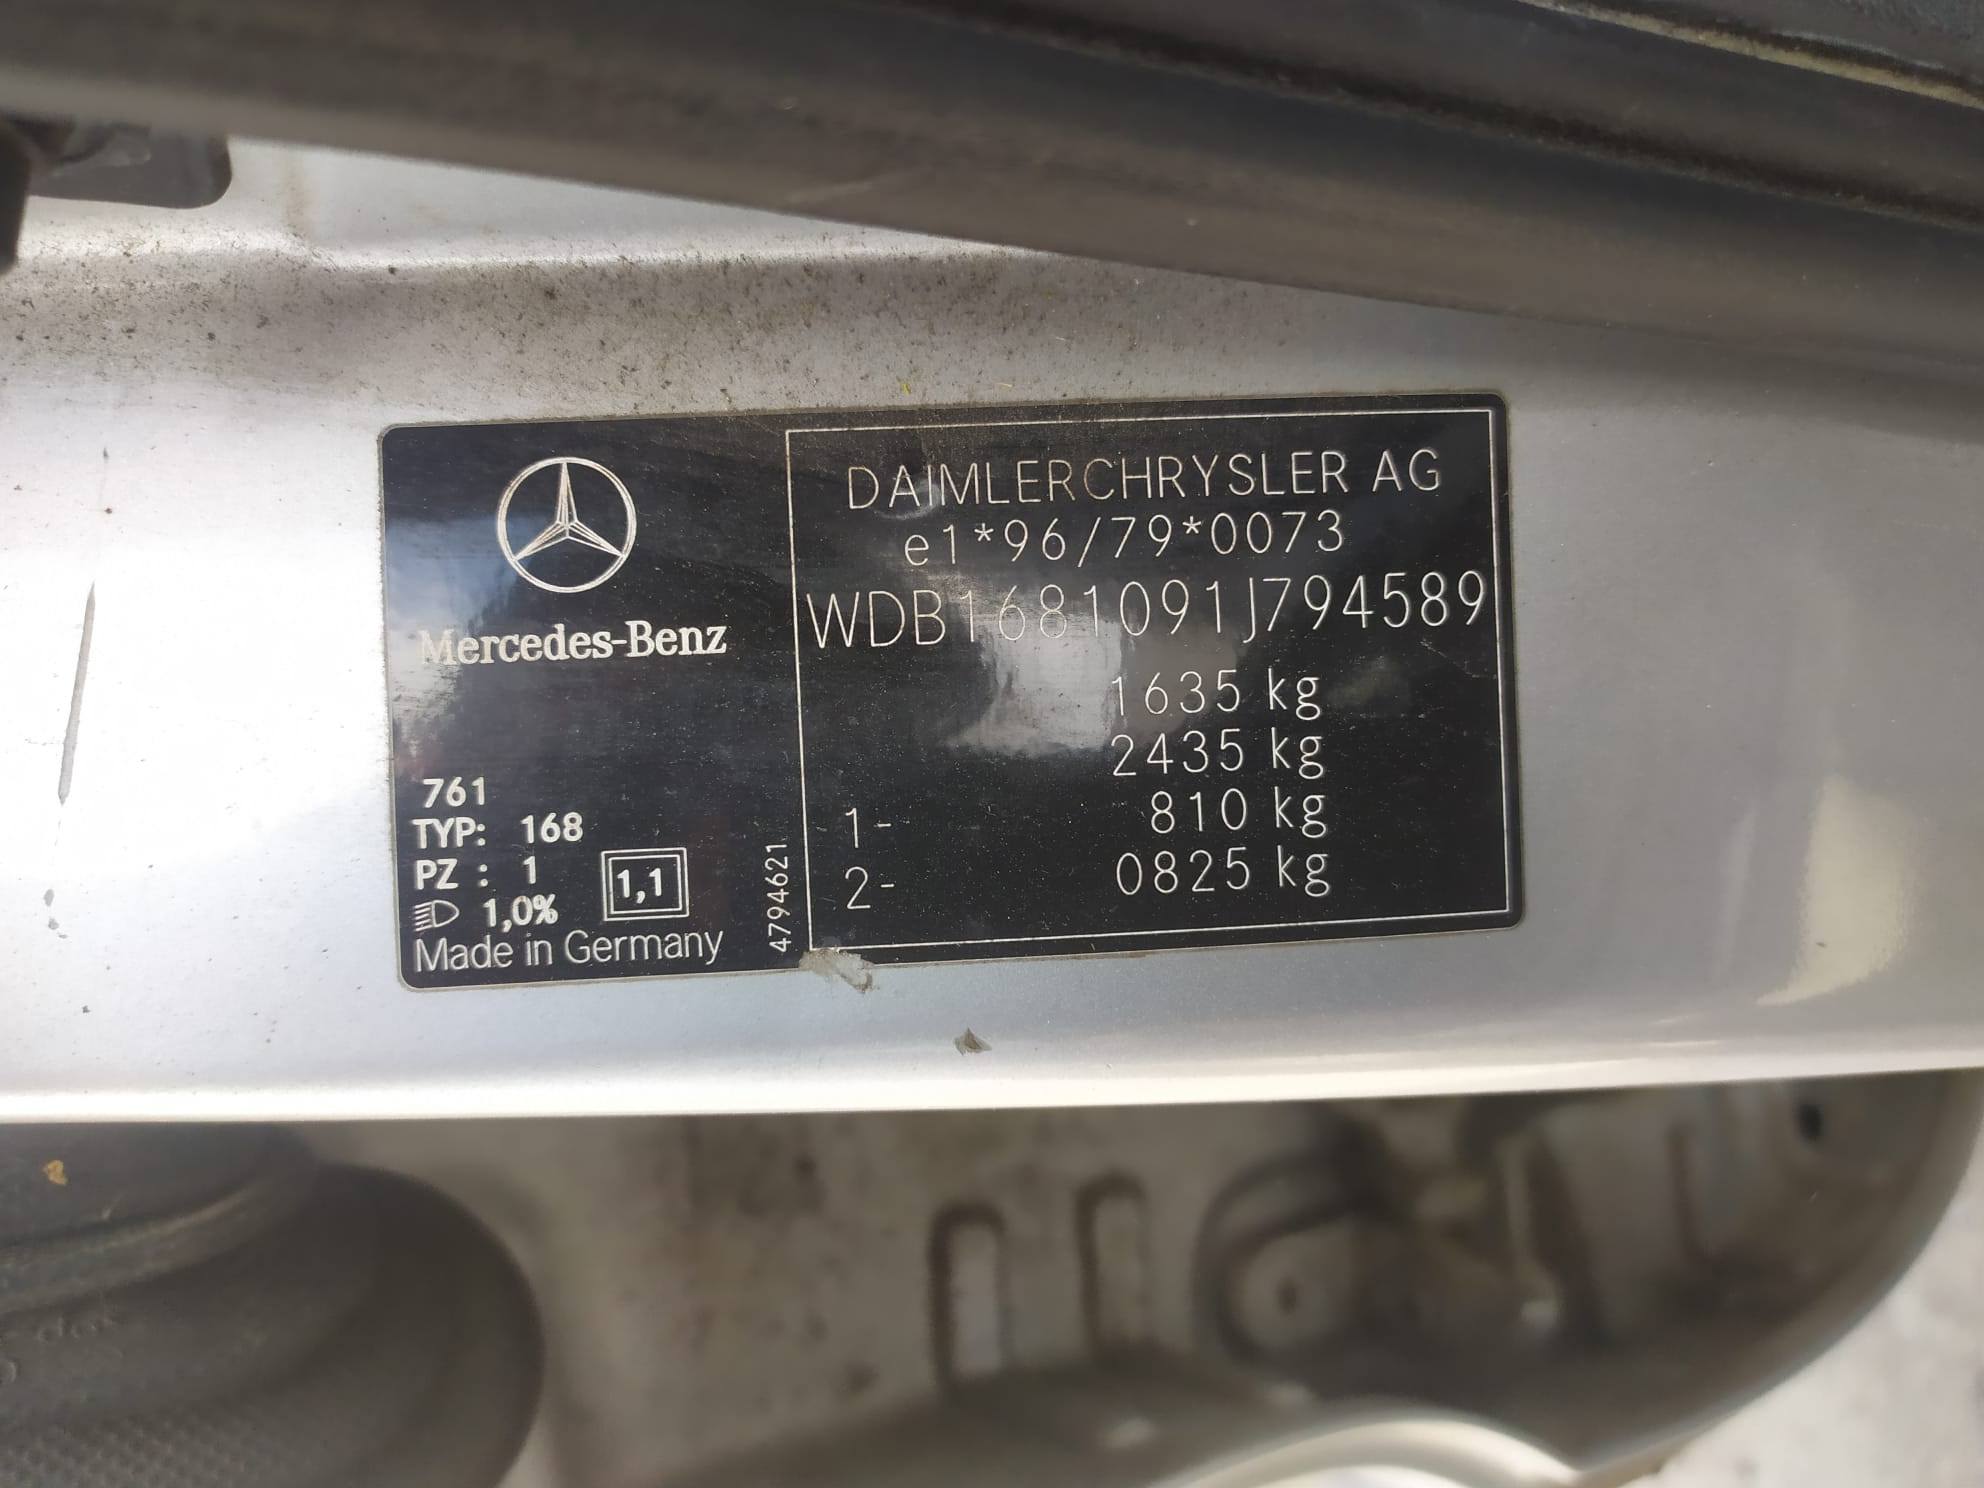 Mercedes-Benz
761
TYP: 168
PZ : 1
1,0%
1,1
Made in Germany
4794621
DAIMLERCHRYSLER AG
e1*96/79*0073
WDB1681091J794589
1635 kg
2435 kg
1- 810 kg
2- 0825 kg